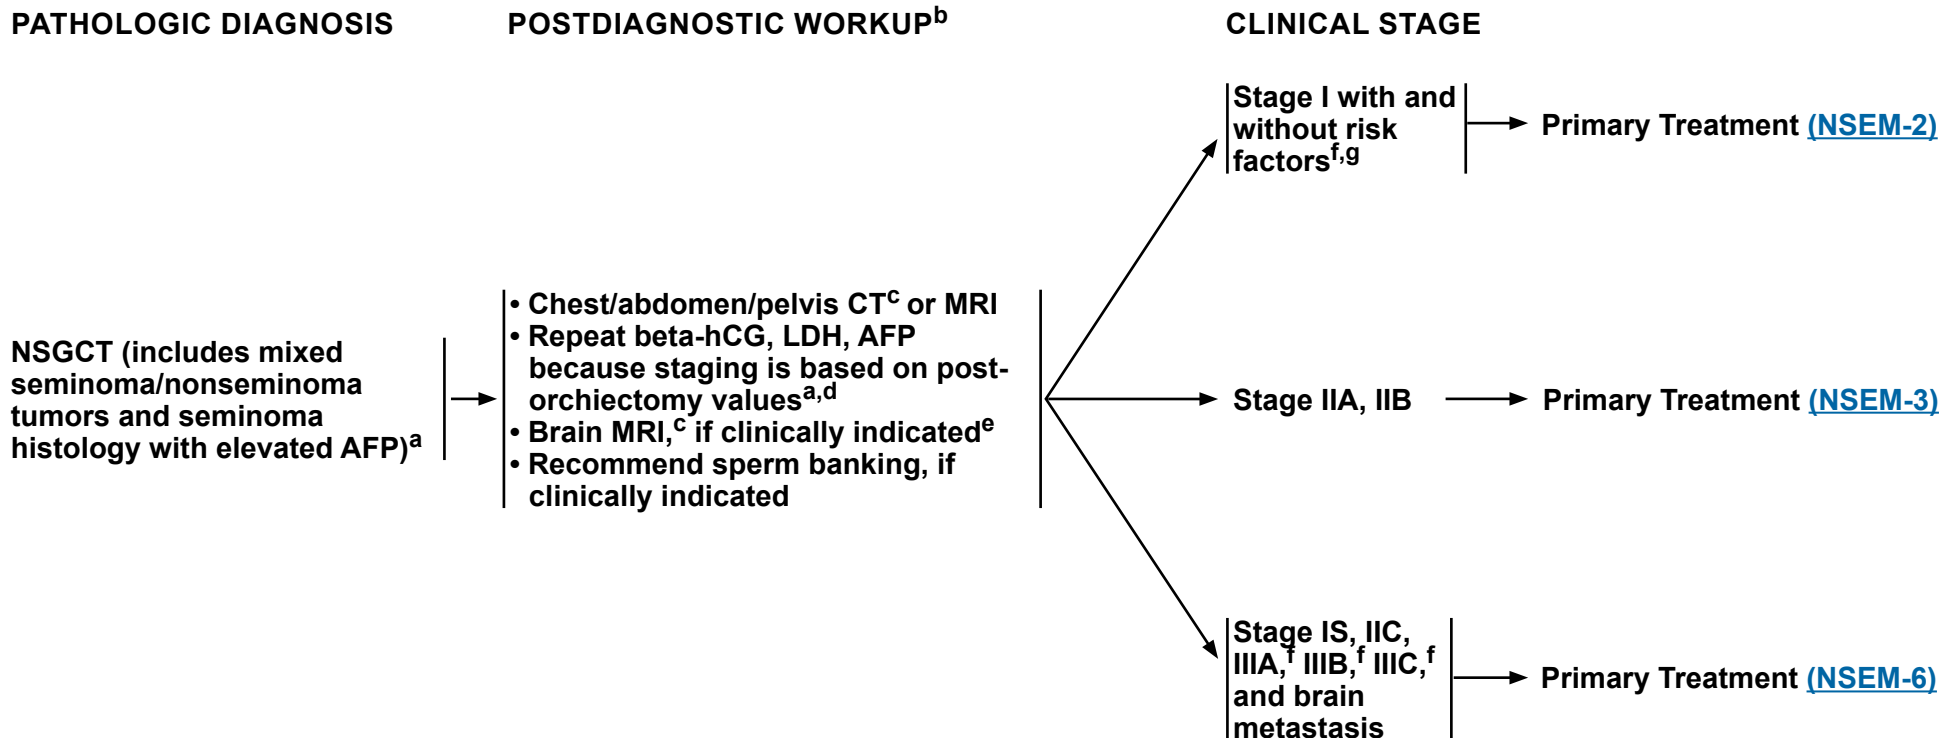 PATHOLOGIC DIAGNOSIS
POSTDIAGNOSTIC WORKUPb
CLINICAL STAGE
NSGCT (includes mixed
seminoma/nonseminoma
tumors and seminoma
histology with elevated AFP)a
• Chest/abdomen/pelvis CTc or MRI
• Repeat beta-hCG, LDH, AFP
because staging is based on post-
orchiectomy valuesa,d
• Brain MRI,c if clinically indicatede
• Recommend sperm banking, if
clinically indicated
Stage I with and
without risk
factorsf,g
Primary Treatment (NSEM-2)
Stage IIA, IIB
Primary Treatment (NSEM-3)
Stage IS, IIC,
IIIA,f IIIB,f IIIC,f
and brain
metastasis
Primary Treatment (NSEM-6)